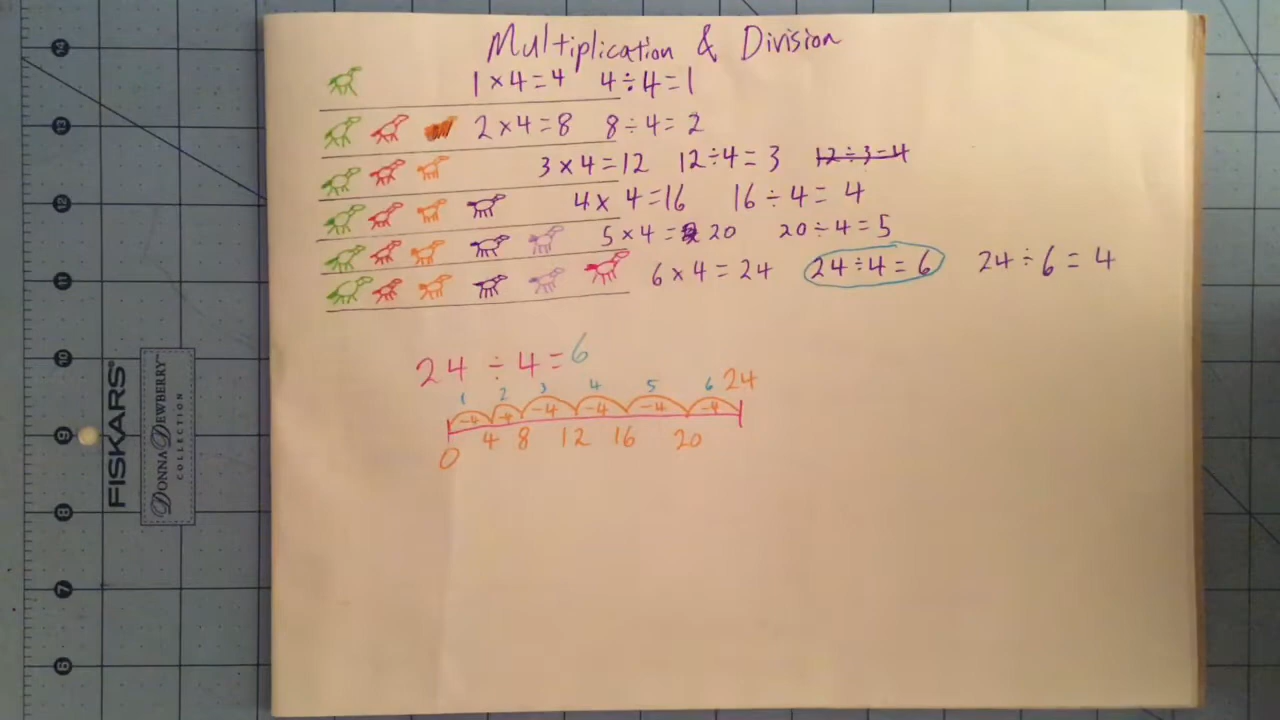 Multiplication & Division
1 × 4 = 4 4 ÷ 4 = 1
2 × 4 = 8 8 ÷ 4 = 2
3 × 4 = 12 12 ÷ 4 = 3 12 ÷ 3 = 4
4 × 4 = 16 16 ÷ 4 = 4
5 × 4 = 20 20 ÷ 4 = 5
6 × 4 = 24 24 ÷ 4 = 6 24 ÷ 6 = 4
24 ÷ 4 = 6
1 2 3 4 5 6 24
-4 -4 -4 -4 -4 -4
0 4 8 12 16 20
14
13
12
11
10
9
8
7
6
FISKARS®
DONNA DEWBERRY
COLLECTION